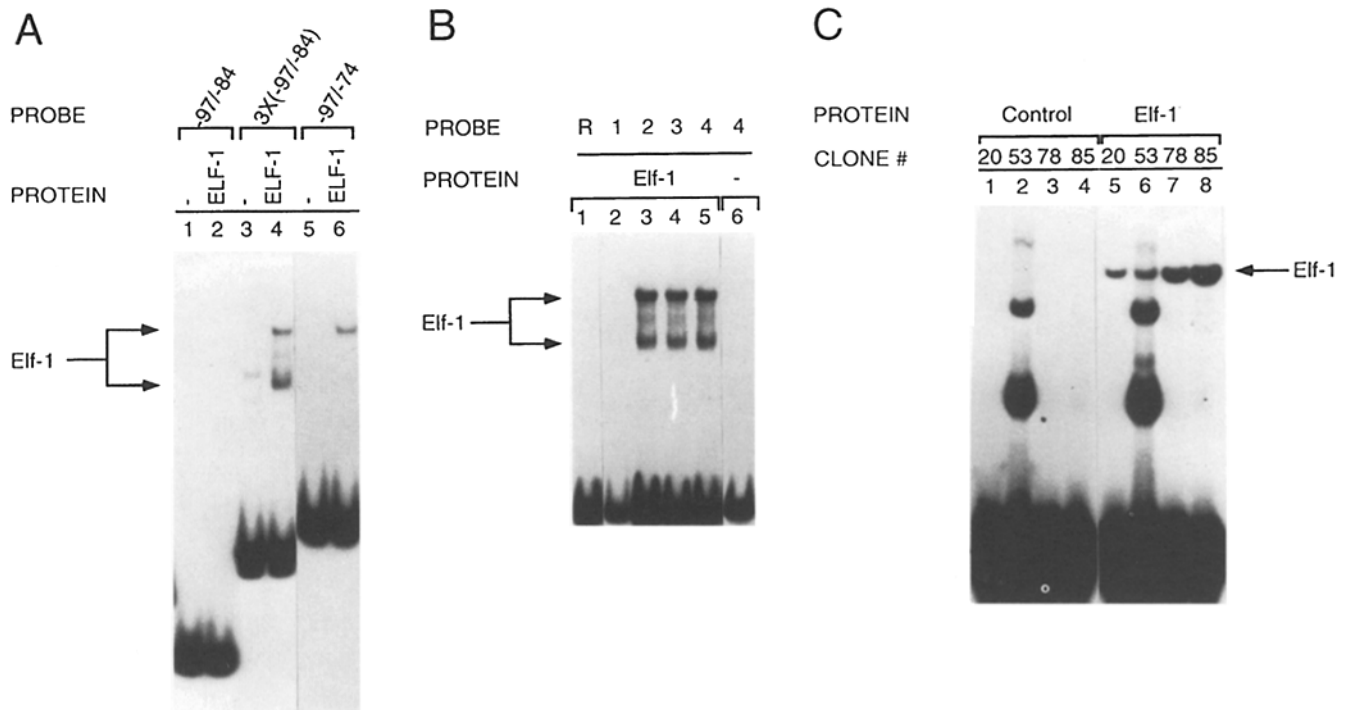 A
PROBE
-97/-84
3X(-97/-84)
-97/-74
PROTEIN
- ELF-1 - ELF-1 - ELF-1
1 2 3 4 5 6
Elf-1
B
PROBE R 1 2 3 4 4
PROTEIN Elf-1 -
1 2 3 4 5 6
Elf-1
C
PROTEIN Control Elf-1
CLONE # 20 53 78 85 20 53 78 85
1 2 3 4 5 6 7 8
Elf-1